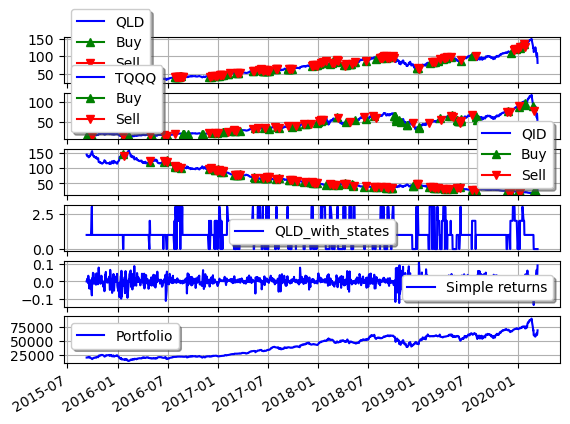 QLD
Buy
Sell
150
100
50
TQQQ
Buy
Sell
100
50
QID
Buy
Sell
150
100
50
2.5
0.0
QLD_with_states
0.1
0.0
−0.1
Simple returns
75000
50000
25000
Portfolio
2015-07
2016-01
2016-07
2017-01
2017-07
2018-01
2018-07
2019-01
2019-07
2020-01